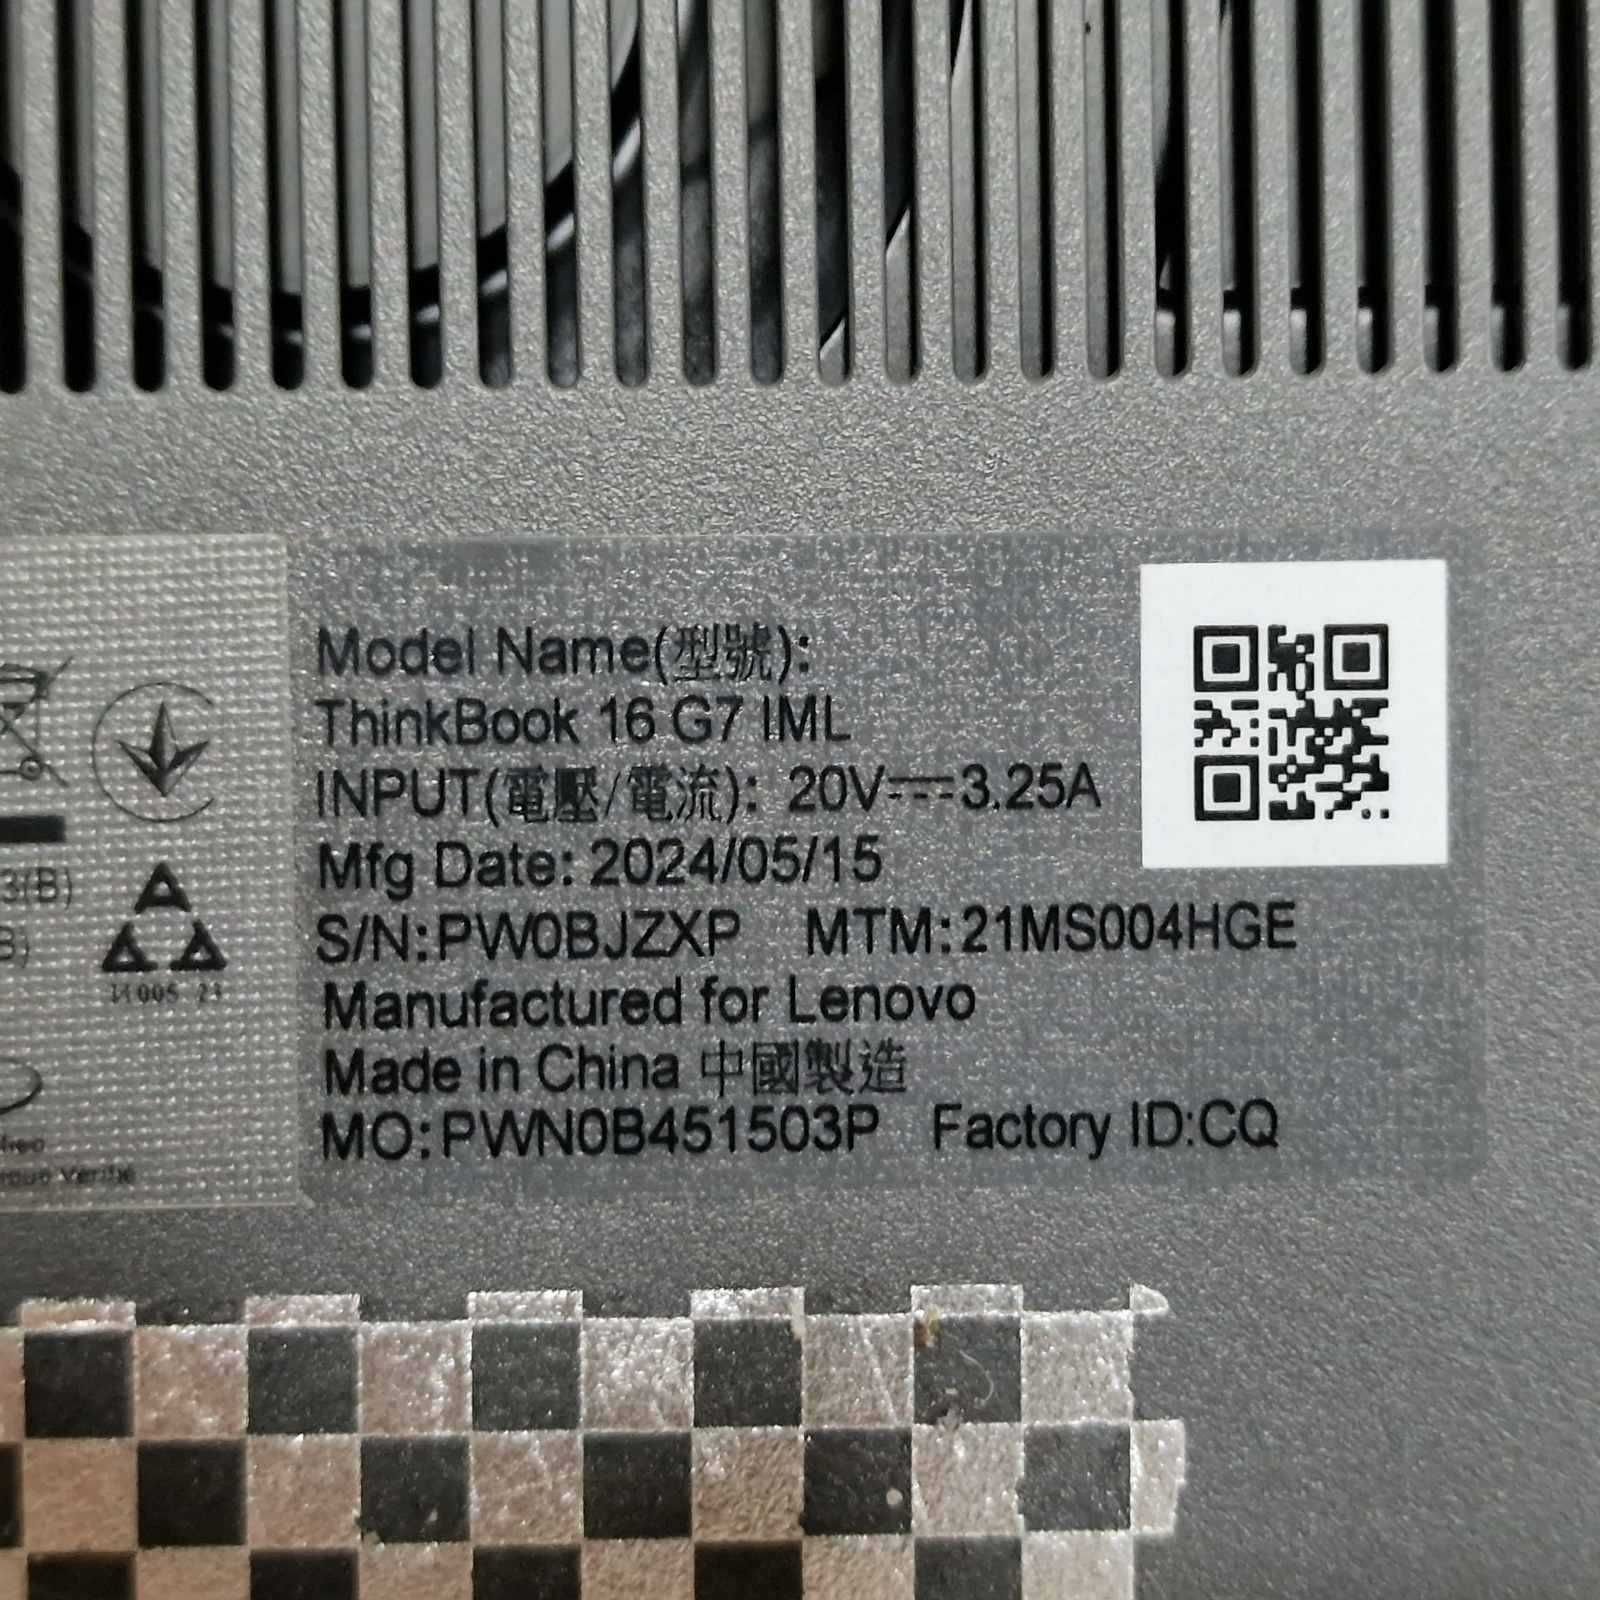 Model Name(型號):
ThinkBook 16 G7 IML
INPUT(電壓/電流): 20V⎓3.25A
Mfg Date: 2024/05/15
S/N:PW0BJZXP MTM:21MS004HGE
Manufactured for Lenovo
Made in China 中國製造
MO:PWN0B451503P Factory ID:CQ
3(B)
B)